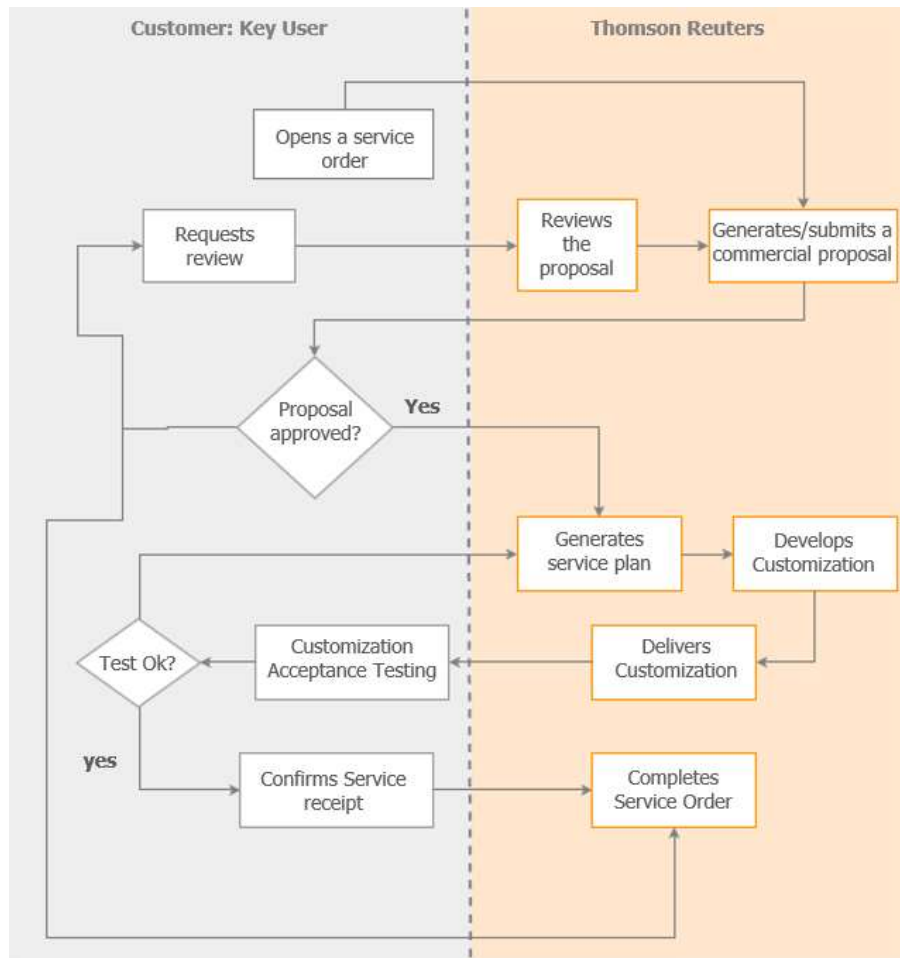 Customer: Key User
Thomson Reuters
Opens a service
order
Requests
review
Reviews
the
proposal
Generates/submits a
commercial proposal
Proposal
approved?
Yes
Generates
service plan
Develops
Customization
Test Ok?
Customization
Acceptance Testing
Delivers
Customization
yes
Confirms Service
receipt
Completes
Service Order